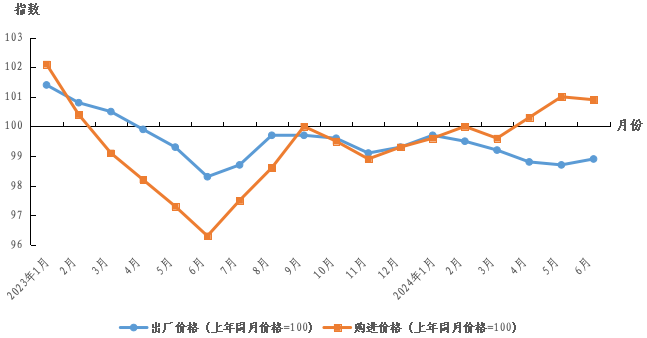 指数
103
102
101
100
99
98
97
96
月份
2023年1月
2月
3月
4月
5月
6月
7月
8月
9月
10月
11月
12月
2024年1月
2月
3月
4月
5月
6月
出厂价格（上年同月价格=100）
购进价格（上年同月价格=100）